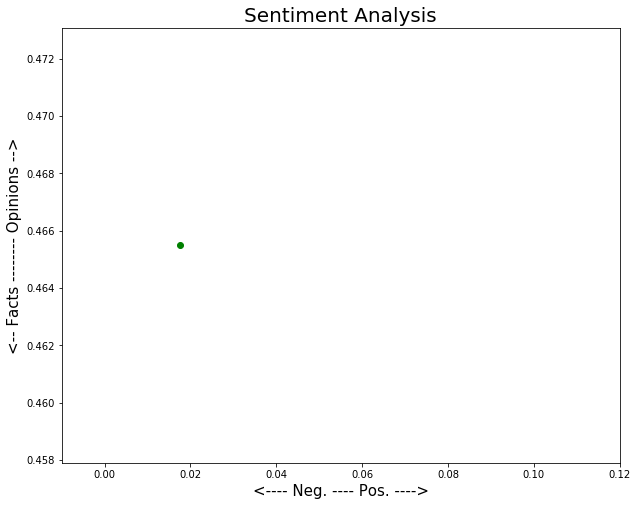 Sentiment Analysis
0.472
0.470
0.468
0.466
0.464
0.462
0.460
0.458
<-- Facts -------- Opinions -->
0.00 0.02 0.04 0.06 0.08 0.10 0.12
<---- Neg. ---- Pos. ---->